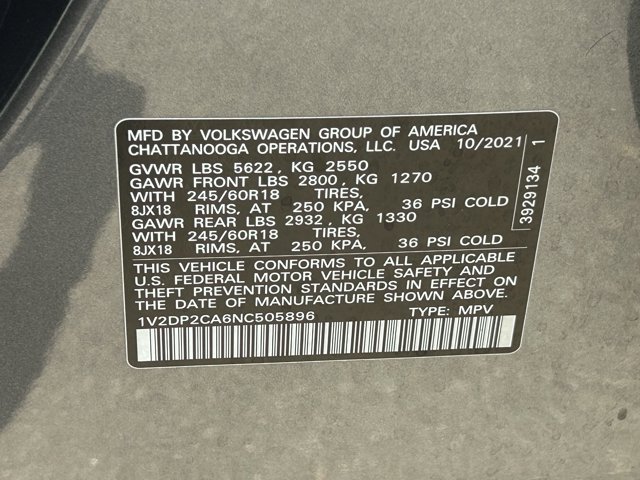 MFD BY VOLKSWAGEN GROUP OF AMERICA
CHATTANOOGA OPERATIONS, LLC. USA 10/2021
GVWR LBS 5622, KG 2550
GAWR FRONT LBS 2800, KG 1270
WITH 245/60R18 TIRES,
8JX18 RIMS, AT 250 KPA, 36 PSI COLD
GAWR REAR LBS 2932, KG 1330
WITH 245/60R18 TIRES,
8JX18 RIMS, AT 250 KPA, 36 PSI COLD
THIS VEHICLE CONFORMS TO ALL APPLICABLE
U.S. FEDERAL MOTOR VEHICLE SAFETY AND
THEFT PREVENTION STANDARDS IN EFFECT ON
THE DATE OF MANUFACTURE SHOWN ABOVE.
1V2DP2CA6NC505896 TYPE: MPV
3929134 1